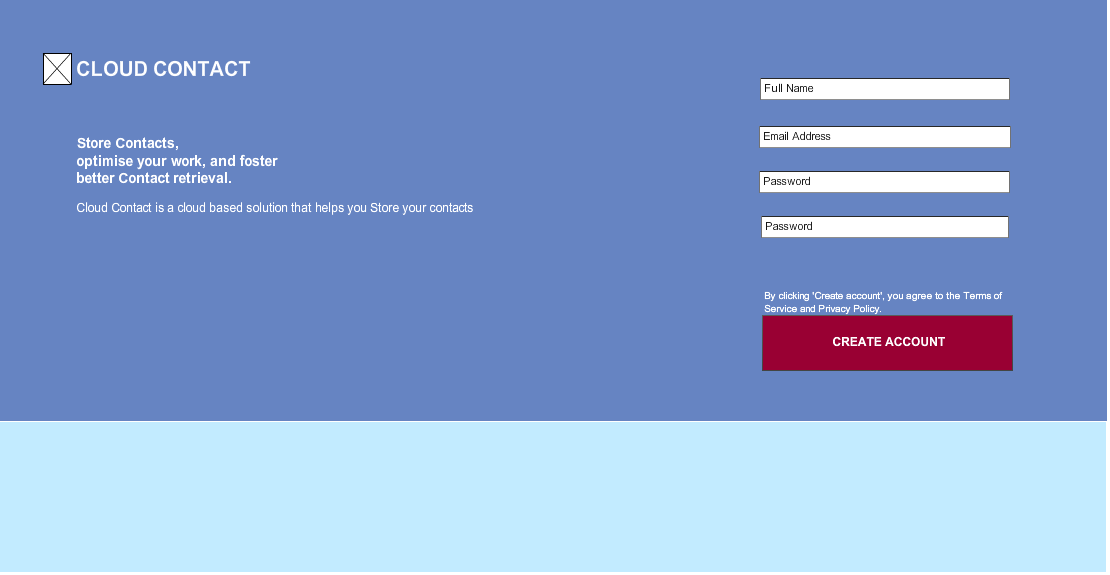 CLOUD CONTACT
Store Contacts,
optimise your work, and foster
better Contact retrieval.
Cloud Contact is a cloud based solution that helps you Store your contacts
Full Name
Email Address
Password
Password
By clicking 'Create account', you agree to the Terms of
Service and Privacy Policy.
CREATE ACCOUNT